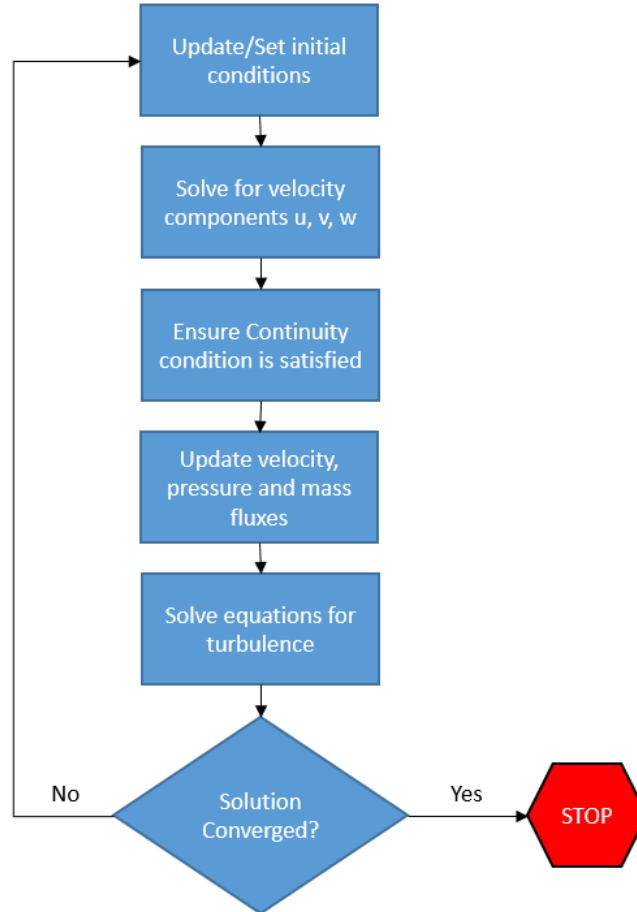 Update/Set initial
conditions
Solve for velocity
components u, v, w
Ensure Continuity
condition is satisfied
Update velocity,
pressure and mass
fluxes
Solve equations for
turbulence
Solution
Converged?
No
Yes
STOP